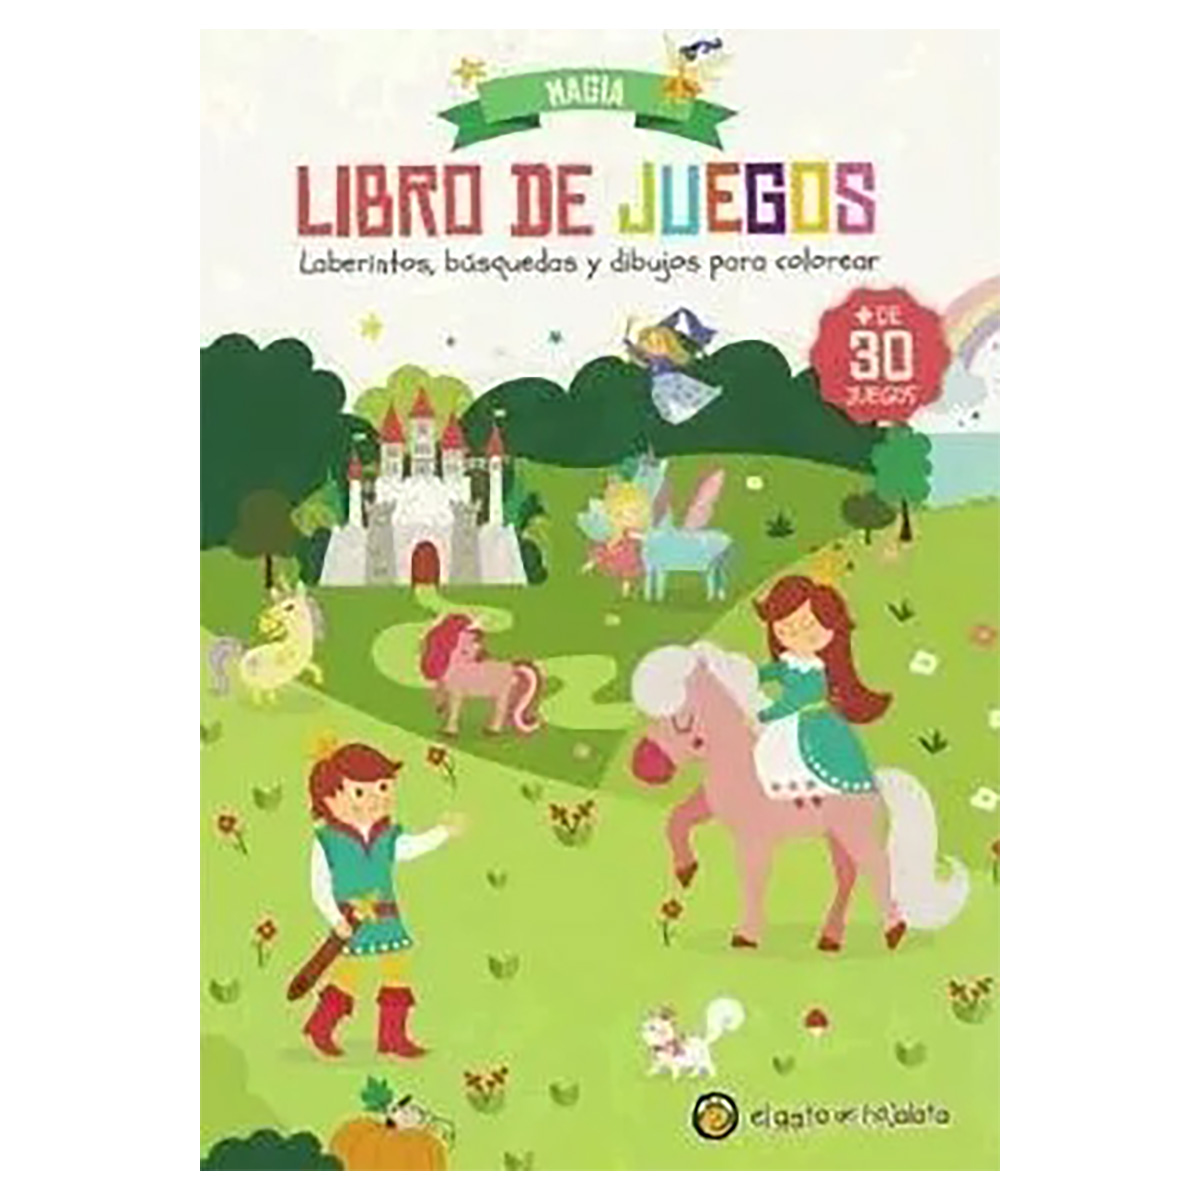 MAGIA
LIBRO DE JUEGOS
Laberintos, búsquedas y dibujos para colorear
+ DE
30
JUEGOS
el gato de hojalata